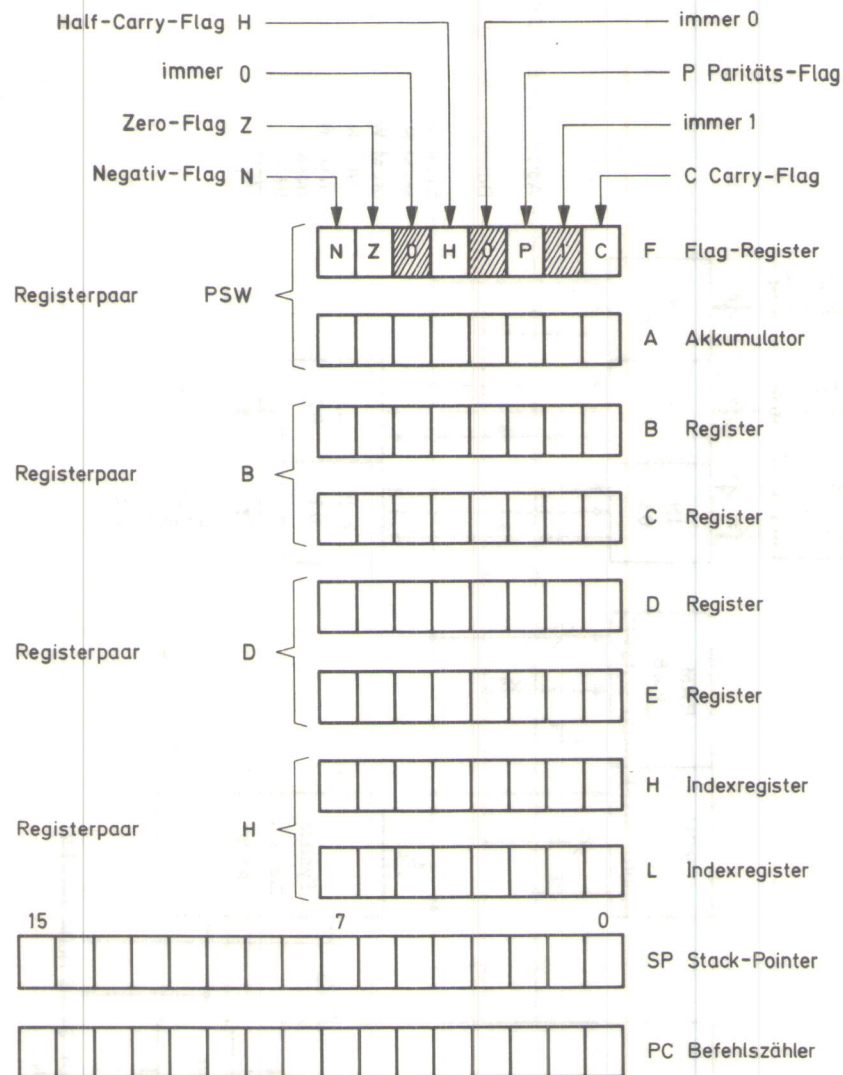 Half-Carry-Flag H
immer 0
immer 0
P Paritäts-Flag
Zero-Flag Z
immer 1
Negativ-Flag N
C Carry-Flag
N Z 0 H 0 P 1 C F Flag-Register
Registerpaar PSW
A Akkumulator
B Register
Registerpaar B
C Register
D Register
Registerpaar D
E Register
H Indexregister
Registerpaar H
L Indexregister
15 7 0
SP Stack-Pointer
PC Befehlszähler